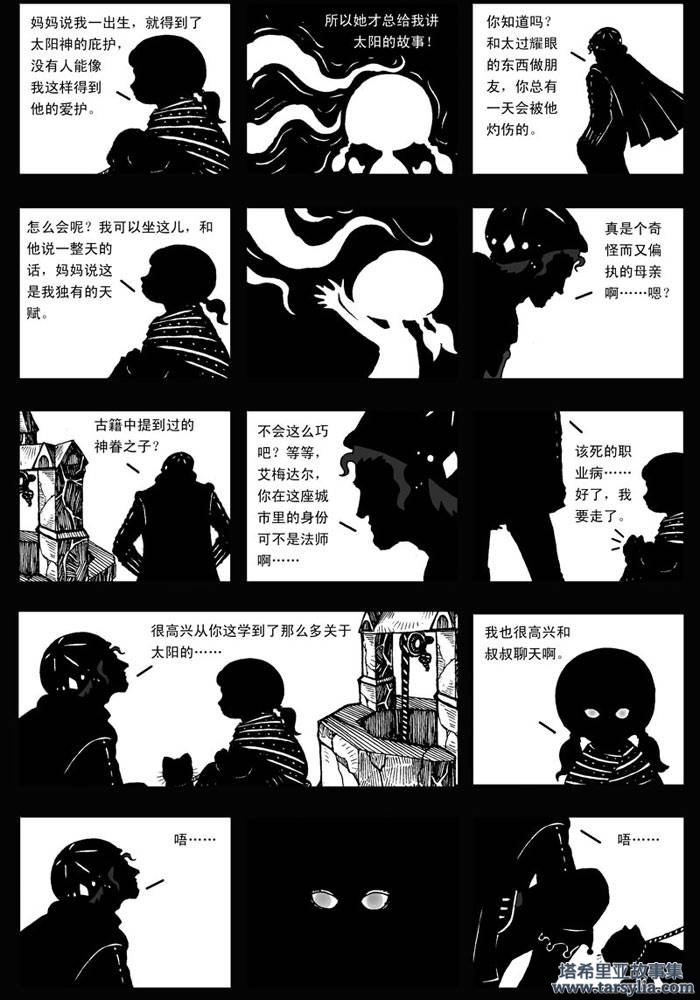 妈妈说我一出生，就得到了
太阳神的庇护，
没有人能像
我这样得到
他的爱护。
所以她才总给我讲
太阳的故事！
你知道吗？
和太过耀眼
的东西做朋
友，你总有
一天会被他
灼伤的。
怎么会呢？我可以坐这儿，和
他说一整天的
话，妈妈说这
是我独有的天
赋。
真是个奇
怪而又偏
执的母亲
啊……嗯？
古籍中提到过的
神眷之子？
不会这么巧
吧？等等，
艾梅达尔，
你在这座城
市里的身份
可不是法师
啊……
该死的职
业病……
好了，我
要走了。
很高兴从你这学到了那么多关于
太阳的……
我也很高兴和
叔叔聊天啊。
唔……
唔……
塔希里亚故事集
www.tarsylia.com